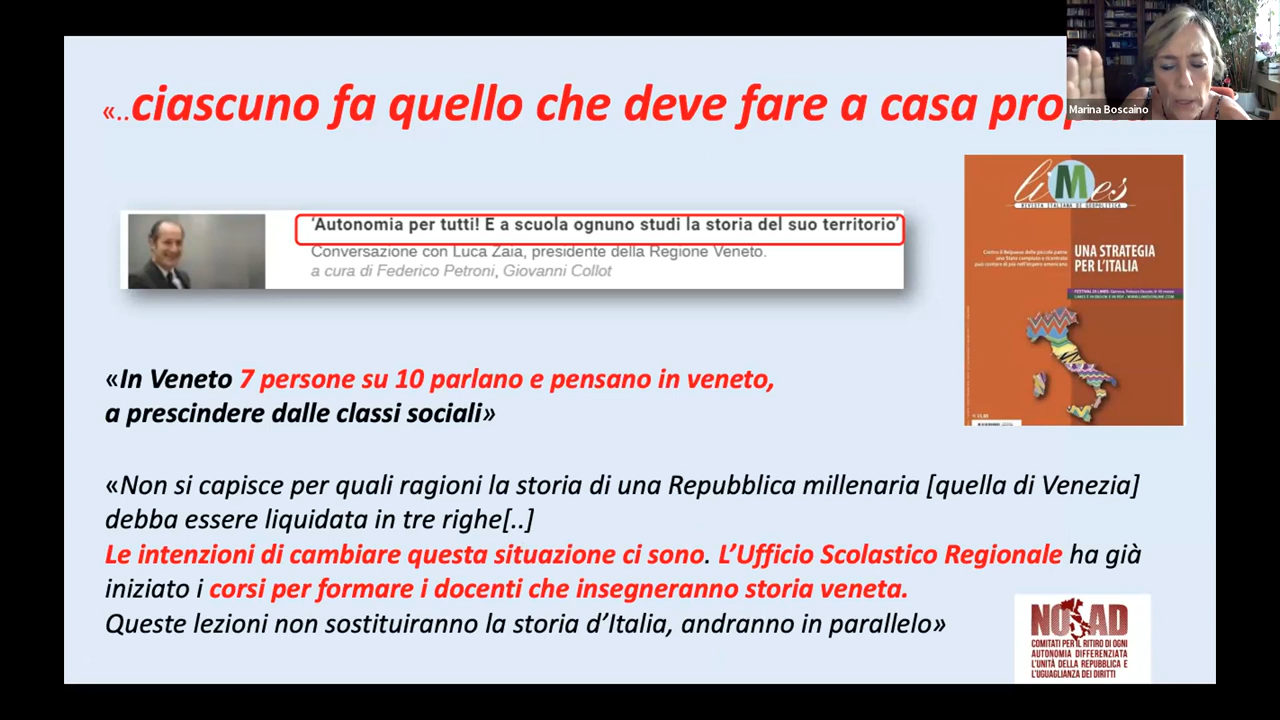 «..ciascuno fa quello che deve fare a casa
Marina Boscaino
'Autonomia per tutti! E a scuola ognuno studi la storia del suo territorio'
Conversazione con Luca Zaia, presidente della Regione Veneto.
a cura di Federico Petroni, Giovanni Collot
liMes
RIVISTA ITALIANA DI GEOPOLITICA
UNA STRATEGIA
PER L'ITALIA
«In Veneto 7 persone su 10 parlano e pensano in veneto,
a prescindere dalle classi sociali»
«Non si capisce per quali ragioni la storia di una Repubblica millenaria [quella di Venezia]
debba essere liquidata in tre righe[..]
Le intenzioni di cambiare questa situazione ci sono. L'Ufficio Scolastico Regionale ha già
iniziato i corsi per formare i docenti che insegneranno storia veneta.
Queste lezioni non sostituiranno la storia d'Italia, andranno in parallelo»
NO AD
COMITATI PER IL RITIRO DI OGNI
AUTONOMIA DIFFERENZIATA
L'UNITÀ DELLA REPUBBLICA E
L'UGUAGLIANZA DEI DIRITTI